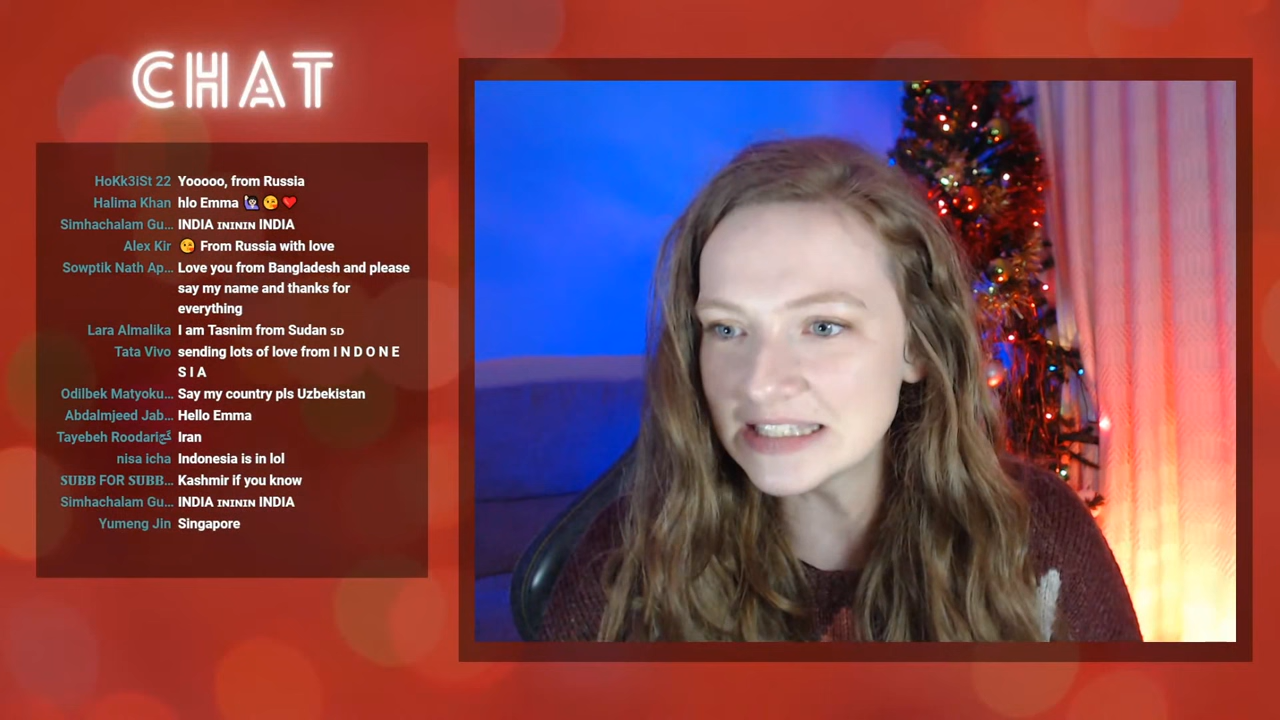 CHAT
HoKk3iSt 22 Yooooo, from Russia
Halima Khan hlo Emma 🙋🏻‍♀️ 😘 ❤️
Simhachalam Gu... INDIA ɪɴɪɴɪɴ INDIA
Alex Kir 😘 From Russia with love
Sowptik Nath Ap... Love you from Bangladesh and please
say my name and thanks for
everything
Lara Almalika I am Tasnim from Sudan ꜱᴅ
Tata Vivo sending lots of love from I N D O N E
S I A
Odilbek Matyoku... Say my country pls Uzbekistan
Abdalmjeed Jab... Hello Emma
Tayebeh Roodari Iran
nisa icha Indonesia is in lol
𝐒𝐔𝐁𝐁 FOR 𝐒𝐔𝐁𝐁... Kashmir if you know
Simhachalam Gu... INDIA ɪɴɪɴɪɴ INDIA
Yumeng Jin Singapore